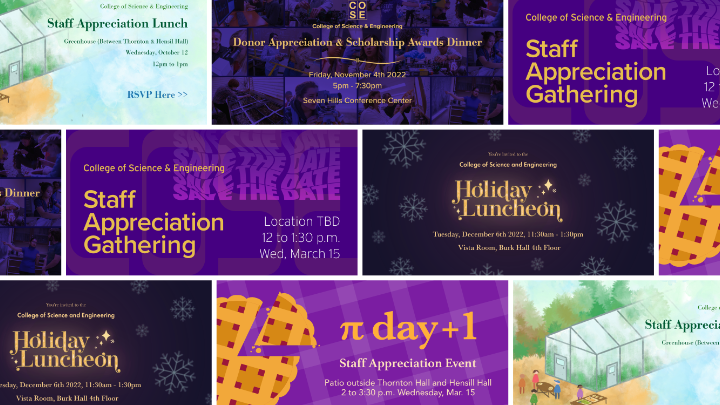 College of Science & Engineering
Staff Appreciation Lunch
Greenhouse (Between Thornton & Hensil Hall)
Wednesday, October 12
12pm to 1pm
RSVP Here >>
CO
SE
College of Science & Engineering
Donor Appreciation & Scholarship Awards Dinner
Friday, November 4th 2022
5pm - 7:30pm
Seven Hills Conference Center
College of Science & Engineering
SAVE THE DATE
Staff
Appreciation
Gathering
Lo
12 t
We
s Dinner
College of Science & Engineering
SAVE THE DATE
Staff
Appreciation
Gathering
Location TBD
12 to 1:30 p.m.
Wed, March 15
You're invited to the
College of Science and Engineering
Holiday
Luncheon
Tuesday, December 6th 2022, 11:30am - 1:30pm
Vista Room, Burk Hall 4th Floor
You're invited to the
College of Science and Engineering
Holiday
Luncheon
esday, December 6th 2022, 11:30am - 1:30pm
Vista Room, Burk Hall 4th Floor
π day+1
Staff Appreciation Event
Patio outside Thornton Hall and Hensill Hall
2 to 3:30 p.m. Wednesday, Mar. 15
College o
Staff Apprecia
Greenhouse (Between